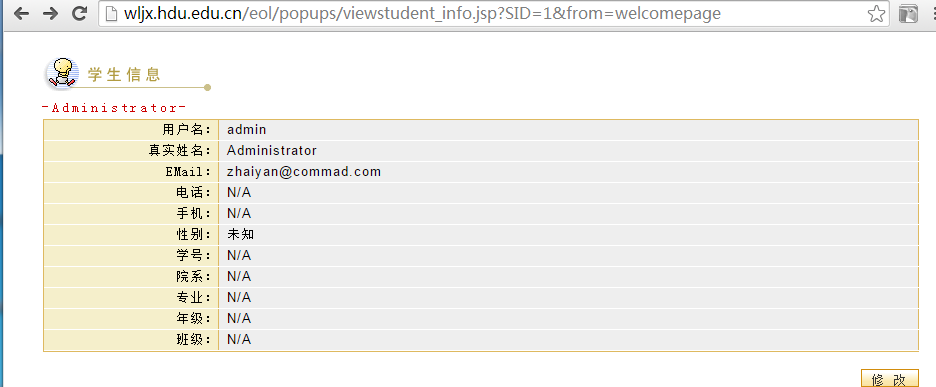 wljx.hdu.edu.cn/eol/popups/viewstudent_info.jsp?SID=1&from=welcomepage
学生信息
-Administrator-
用户名： admin
真实姓名： Administrator
EMail： zhaiyan@commad.com
电话： N/A
手机： N/A
性别： 未知
学号： N/A
院系： N/A
专业： N/A
年级： N/A
班级： N/A
修 改